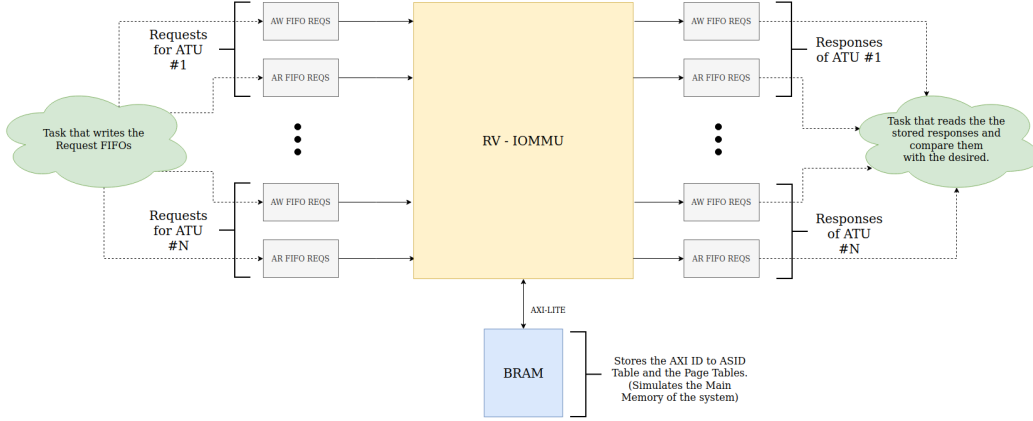 AW FIFO REQS
AW FIFO REQS
Requests
for ATU
#1
Responses
of ATU #1
AR FIFO REQS
AR FIFO REQS
Task that writes the
Request FIFOs
RV - IOMMU
Task that reads the the
stored responses and
compare them
with the desired.
AW FIFO REQS
AW FIFO REQS
Requests
for ATU
#N
Responses
of ATU
#N
AR FIFO REQS
AR FIFO REQS
AXI-LITE
BRAM
Stores the AXI ID to ASID
Table and the Page Tables.
(Simulates the Main
Memory of the system)